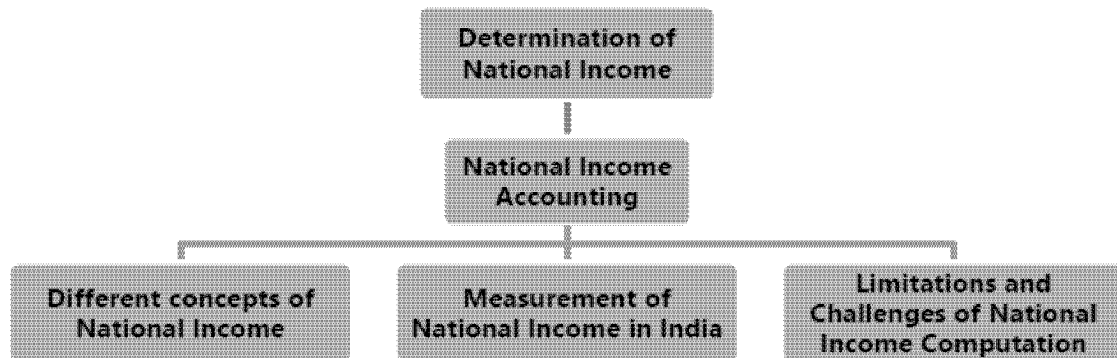 Determination of
National Income
National Income
Accounting
Different concepts of
National Income
Measurement of
National Income in India
Limitations and
Challenges of National
Income Computation